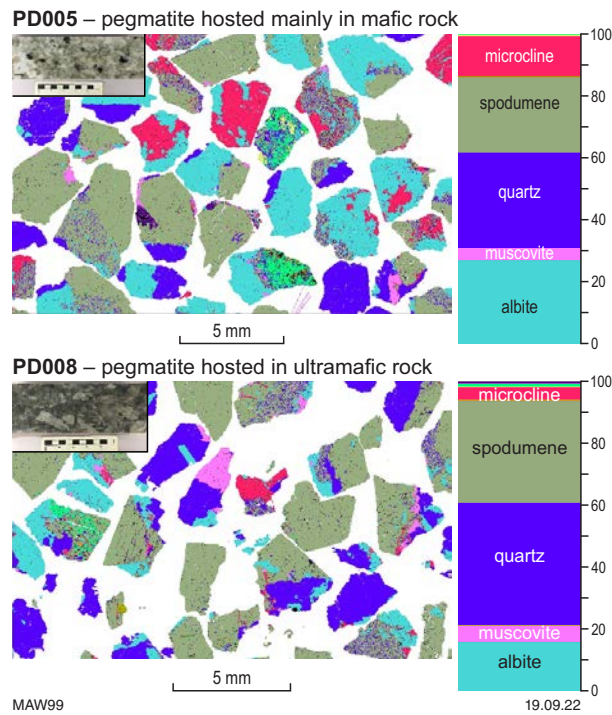 PD005 – pegmatite hosted mainly in mafic rock
100
microcline
80
spodumene
60
quartz
40
muscovite
20
albite
0
5 mm
PD008 – pegmatite hosted in ultramafic rock
100
microcline
80
spodumene
60
quartz
40
20
muscovite
albite
0
5 mm
MAW99
19.09.22